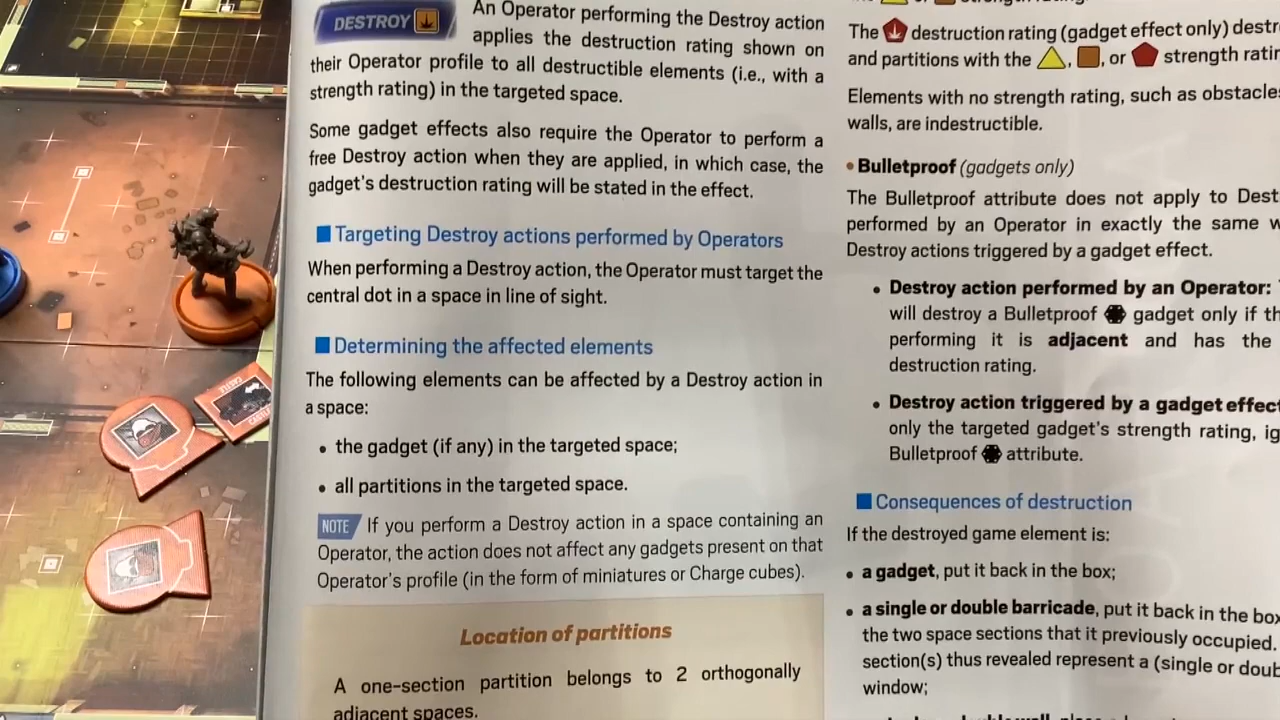 DESTROY
An Operator performing the Destroy action
applies the destruction rating shown on
their Operator profile to all destructible elements (i.e., with a
strength rating) in the targeted space.
Some gadget effects also require the Operator to perform a
free Destroy action when they are applied, in which case, the
gadget's destruction rating will be stated in the effect.
Targeting Destroy actions performed by Operators
When performing a Destroy action, the Operator must target the
central dot in a space in line of sight.
Determining the affected elements
The following elements can be affected by a Destroy action in
a space:
• the gadget (if any) in the targeted space;
• all partitions in the targeted space.
NOTE If you perform a Destroy action in a space containing an
Operator, the action does not affect any gadgets present on that
Operator's profile (in the form of miniatures or Charge cubes).
Location of partitions
A one-section partition belongs to 2 orthogonally
adjacent spaces.
The destruction rating (gadget effect only) destr
and partitions with the , , or strength ratin
Elements with no strength rating, such as obstacle
walls, are indestructible.
• Bulletproof (gadgets only)
The Bulletproof attribute does not apply to Dest
performed by an Operator in exactly the same w
Destroy actions triggered by a gadget effect.
• Destroy action performed by an Operator:
will destroy a Bulletproof gadget only if th
performing it is adjacent and has the
destruction rating.
• Destroy action triggered by a gadget effect
only the targeted gadget's strength rating, ig
Bulletproof attribute.
Consequences of destruction
If the destroyed game element is:
• a gadget, put it back in the box;
• a single or double barricade, put it back in the box
the two space sections that it previously occupied.
section(s) thus revealed represent a (single or doub
window;
CASTLE